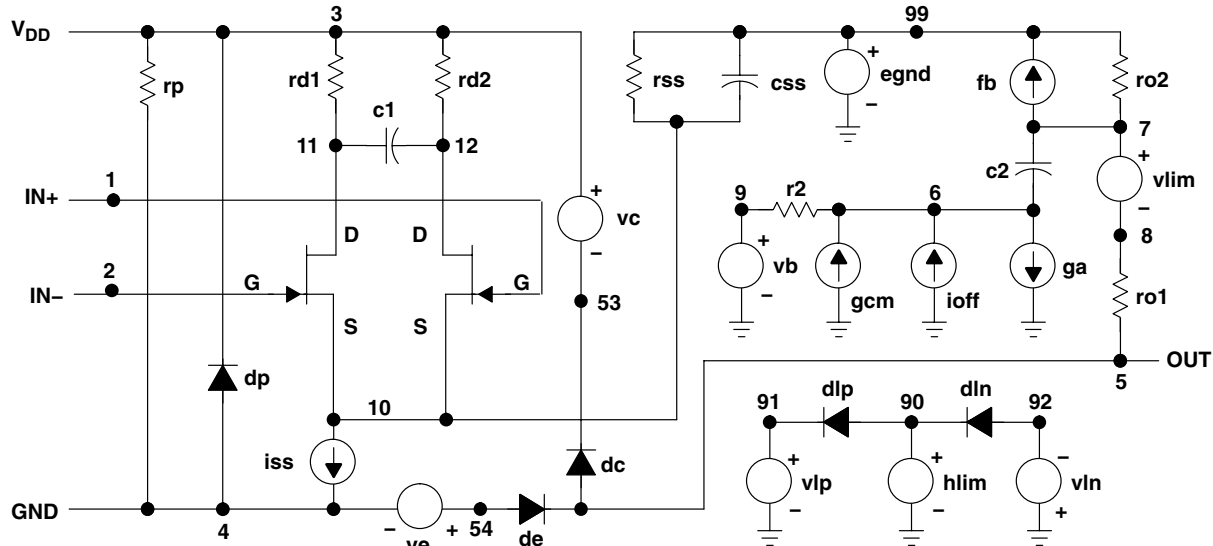 3
99
V_DD
rp
rd1
rd2
rss
css
+
egnd
−
fb
ro2
c1
11
12
7
c2
+
vlim
−
1
IN+
9
r2
6
8
+
vc
−
D
D
+
vb
−
gcm
ioff
ga
ro1
2
IN−
G
G
53
S
S
OUT
5
dp
10
91
dlp
90
dln
92
iss
dc
+
vlp
−
+
hlim
−
−
vln
+
GND
4
−
+
54
ve
de